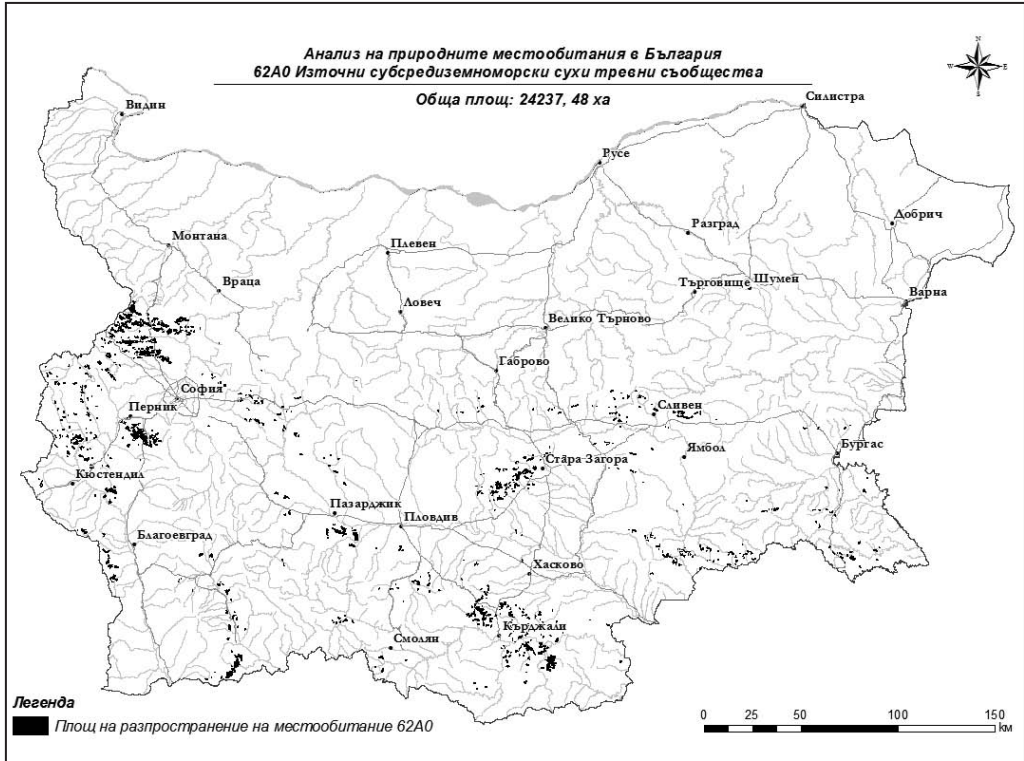 Анализ на природните местообитания в България
62А0 Източни субсредиземноморски сухи тревни съобщества
Обща площ: 24237, 48 ха
N
W
E
S
Силистра
Видин
Русе
Добрич
Разград
Монтана
Плевен
Шумен
Търговище
Враца
Варна
Ловеч
Велико Търново
Габрово
София
Перник
Сливен
Бургас
Ямбол
Стара Загора
Кюстендил
Пазарджик
Пловдив
Благоевград
Хасково
Кърджали
Смолян
Легенда
Площ на разпространение на местообитание 62А0
0 25 50 100 150
км